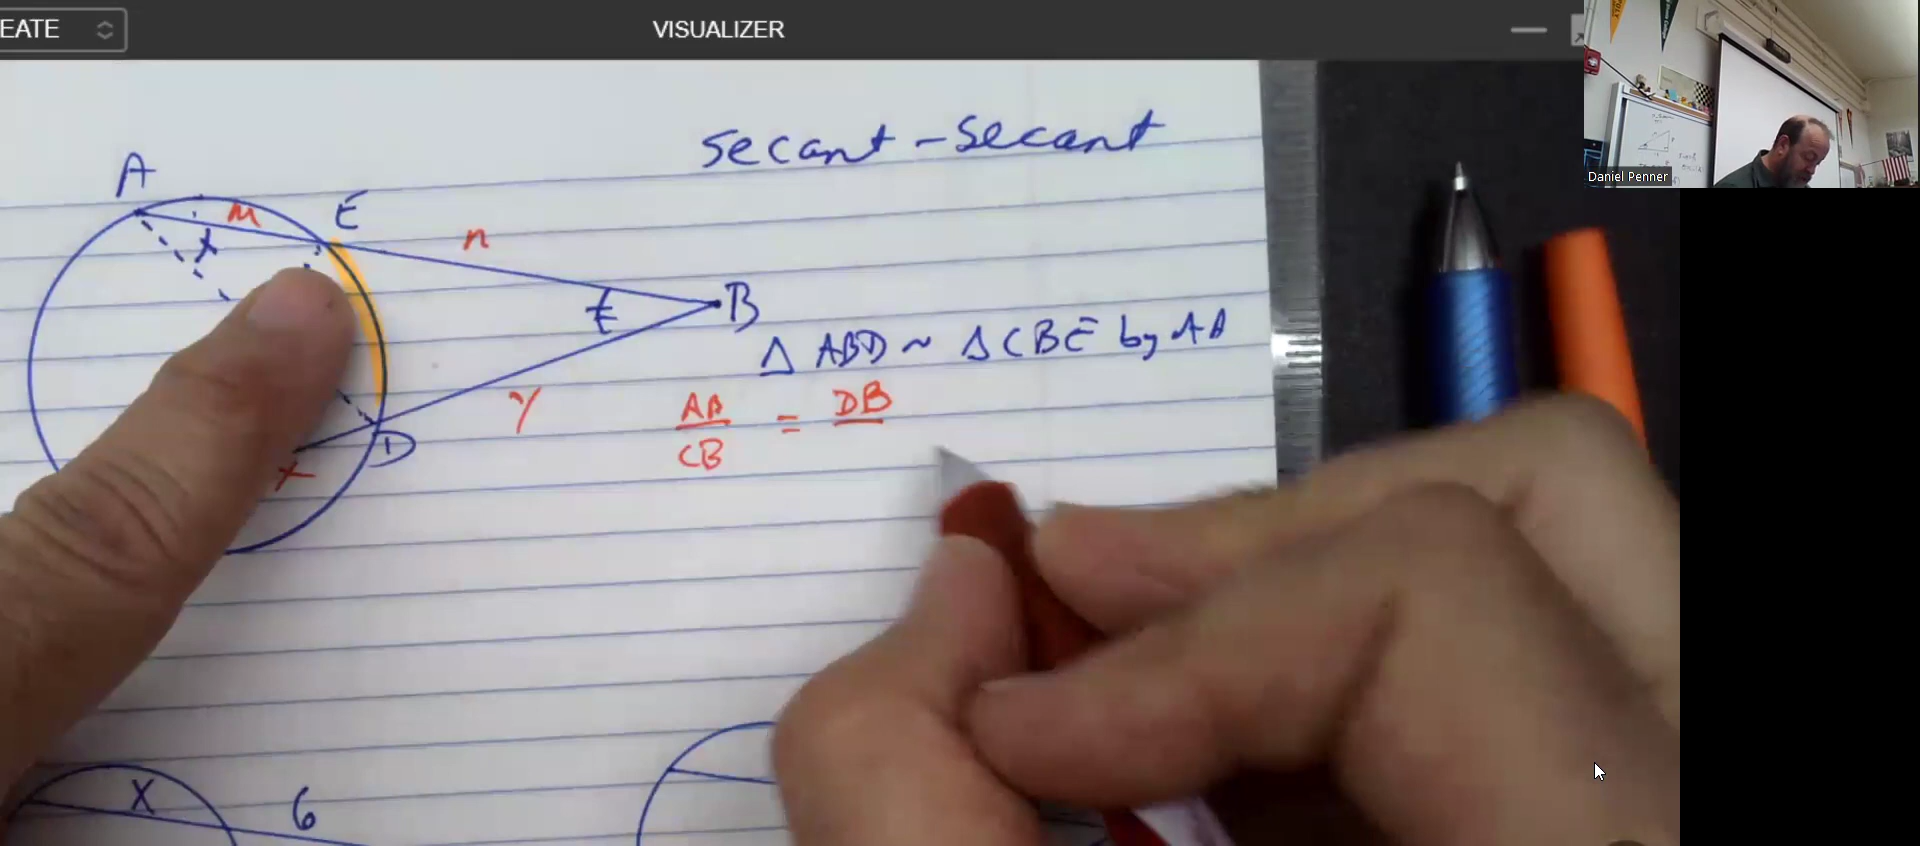 EATE
VISUALIZER
Daniel Penner
secant-secant
A
M
E
n
B
△ ABD ~ △ CBE by AA
y
AB = DB
CB
D
x
X
6